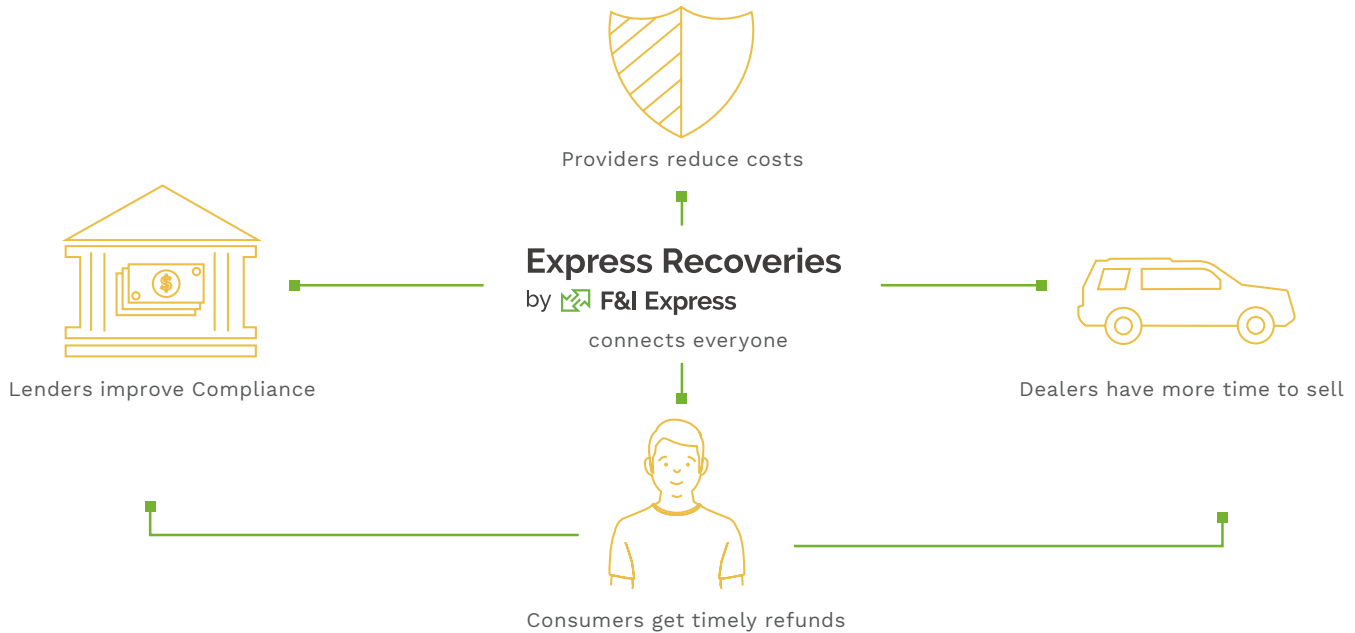 Providers reduce costs
Express Recoveries
by F&I Express
connects everyone
Lenders improve Compliance
Dealers have more time to sell
Consumers get timely refunds